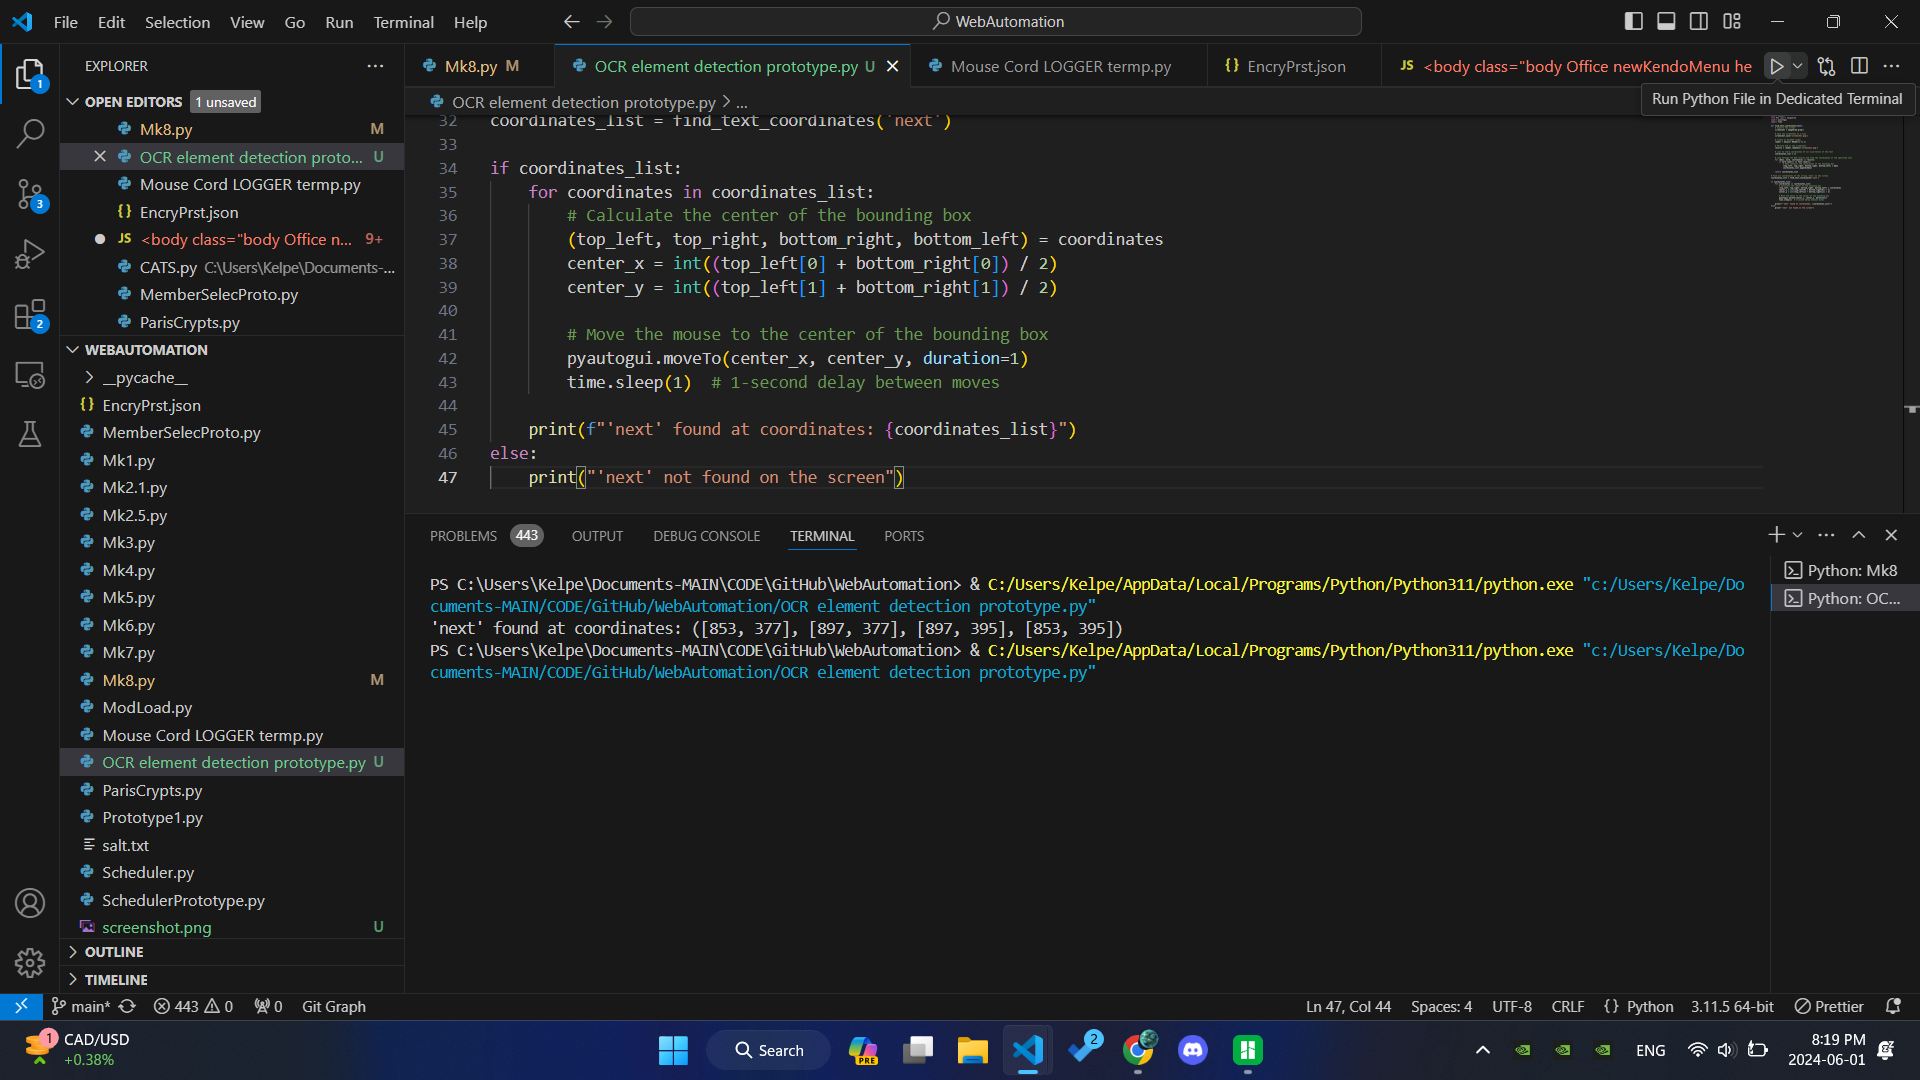 File Edit Selection View Go Run Terminal Help
WebAutomation
EXPLORER
Mk8.py M
OCR element detection prototype.py U
Mouse Cord LOGGER termp.py
EncryPrst.json
JS <body class="body Office newKendoMenu he
OPEN EDITORS 1 unsaved
OCR element detection prototype.py > ...
Run Python File in Dedicated Terminal
Mk8.py M
OCR element detection proto... U
Mouse Cord LOGGER termp.py
{} EncryPrst.json
JS <body class="body Office n... 9+
CATS.py C:\Users\Kelpe\Documents-...
MemberSelecProto.py
ParisCrypts.py
WEBAUTOMATION
__pycache__
{} EncryPrst.json
MemberSelecProto.py
Mk1.py
Mk2.1.py
Mk2.5.py
Mk3.py
Mk4.py
Mk5.py
Mk6.py
Mk7.py
Mk8.py M
ModLoad.py
Mouse Cord LOGGER termp.py
OCR element detection prototype.py U
ParisCrypts.py
Prototype1.py
salt.txt
Scheduler.py
SchedulerPrototype.py
screenshot.png U
OUTLINE
TIMELINE
1
3
2
32 coordinates_list = find_text_coordinates('next')
33
34 if coordinates_list:
35 for coordinates in coordinates_list:
36 # Calculate the center of the bounding box
37 (top_left, top_right, bottom_right, bottom_left) = coordinates
38 center_x = int((top_left[0] + bottom_right[0]) / 2)
39 center_y = int((top_left[1] + bottom_right[1]) / 2)
40
41 # Move the mouse to the center of the bounding box
42 pyautogui.moveTo(center_x, center_y, duration=1)
43 time.sleep(1) # 1-second delay between moves
44
45 print(f"'next' found at coordinates: {coordinates_list}")
46 else:
47 print("'next' not found on the screen")
PROBLEMS 443 OUTPUT DEBUG CONSOLE TERMINAL PORTS
PS C:\Users\Kelpe\Documents-MAIN\CODE\GitHub\WebAutomation> & C:/Users/Kelpe/AppData/Local/Programs/Python/Python311/python.exe "c:/Users/Kelpe/Do
cuments-MAIN/CODE/GitHub/WebAutomation/OCR element detection prototype.py"
'next' found at coordinates: ([853, 377], [897, 377], [897, 395], [853, 395])
PS C:\Users\Kelpe\Documents-MAIN\CODE\GitHub\WebAutomation> & C:/Users/Kelpe/AppData/Local/Programs/Python/Python311/python.exe "c:/Users/Kelpe/Do
cuments-MAIN/CODE/GitHub/WebAutomation/OCR element detection prototype.py"
Python: Mk8
Python: OC...
main* 443 0 0 Git Graph
Ln 47, Col 44 Spaces: 4 UTF-8 CRLF {} Python 3.11.5 64-bit Prettier
1 CAD/USD
+0.38%
Search
PRE
2
ENG
8:19 PM
2024-06-01